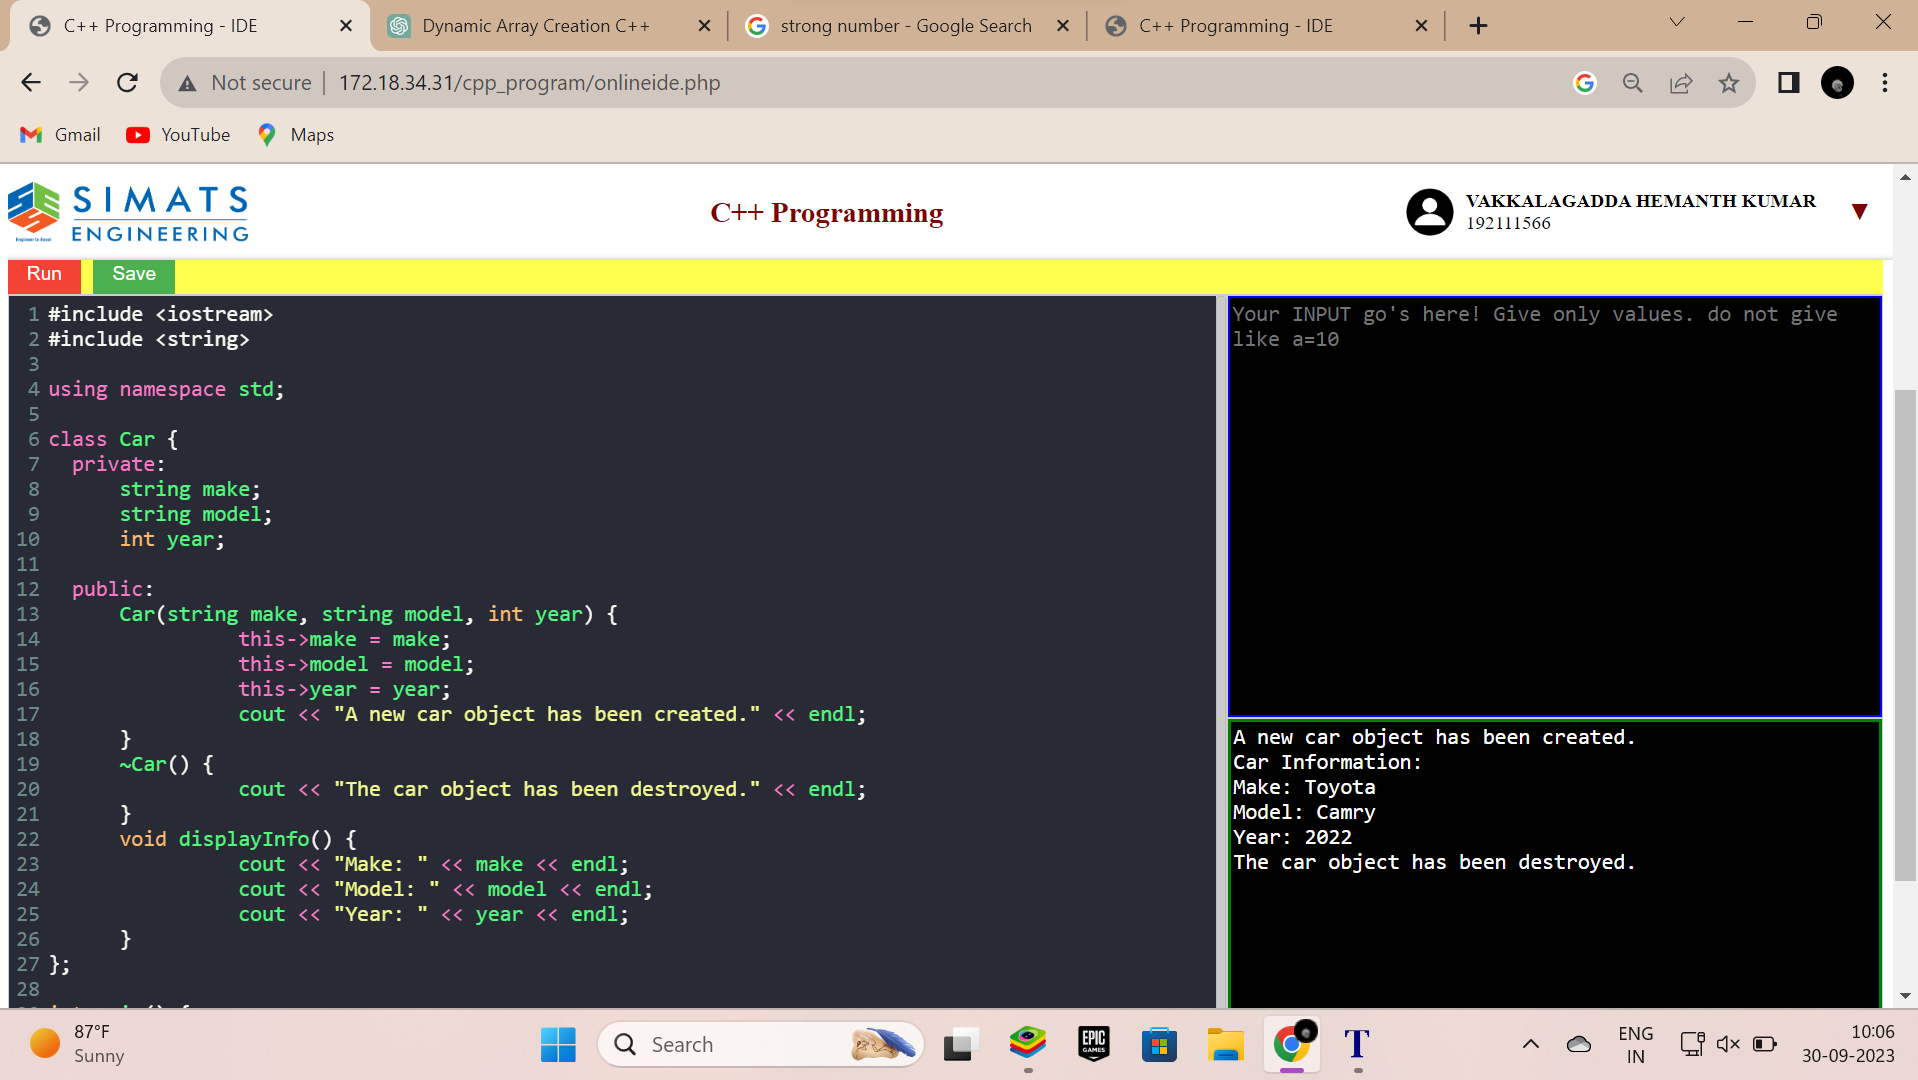 C++ Programming - IDE
Dynamic Array Creation C++
strong number - Google Search
C++ Programming - IDE
Not secure | 172.18.34.31/cpp_program/onlineide.php
Gmail YouTube Maps
SIMATS
ENGINEERING
Engineer to Excel
C++ Programming
VAKKALAGADDA HEMANTH KUMAR
192111566
Run Save
1 #include <iostream>
2 #include <string>
3
4 using namespace std;
5
6 class Car {
7 private:
8 string make;
9 string model;
10 int year;
11
12 public:
13 Car(string make, string model, int year) {
14 this->make = make;
15 this->model = model;
16 this->year = year;
17 cout << "A new car object has been created." << endl;
18 }
19 ~Car() {
20 cout << "The car object has been destroyed." << endl;
21 }
22 void displayInfo() {
23 cout << "Make: " << make << endl;
24 cout << "Model: " << model << endl;
25 cout << "Year: " << year << endl;
26 }
27 };
28
Your INPUT go's here! Give only values. do not give
like a=10
A new car object has been created.
Car Information:
Make: Toyota
Model: Camry
Year: 2022
The car object has been destroyed.
87°F
Sunny
Search
EPIC
GAMES
T
ENG
IN
10:06
30-09-2023